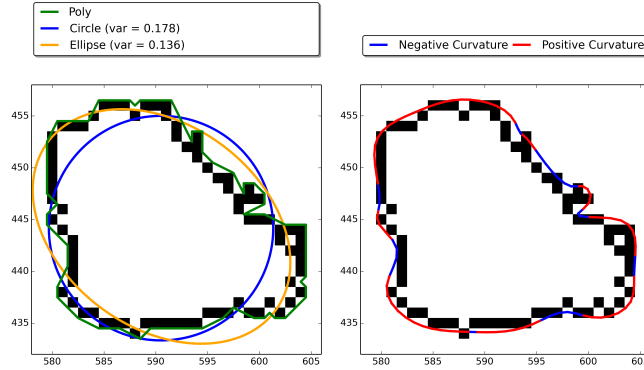 Poly
Circle (var = 0.178)
Ellipse (var = 0.136)
Negative Curvature Positive Curvature
455
450
445
440
435
580 585 590 595 600 605
455
450
445
440
435
580 585 590 595 600 60